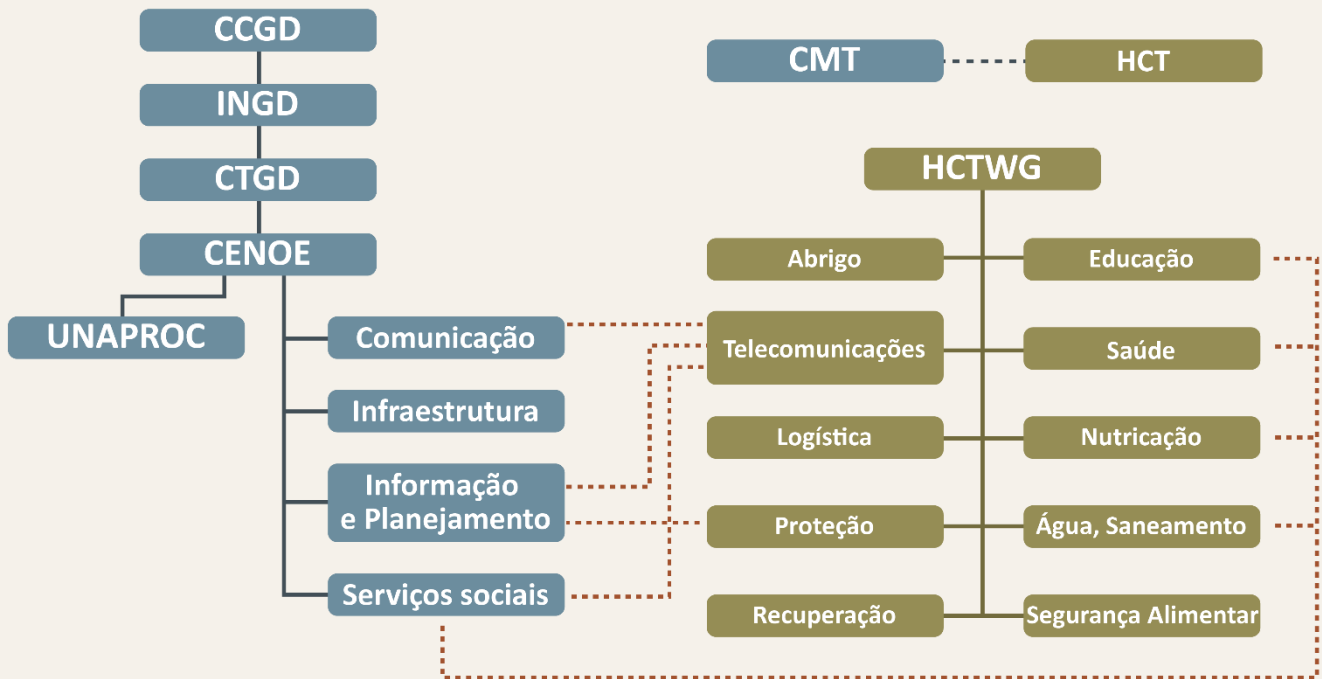 CCGD
INGD
CTGD
CENOE
UNAPROC
Comunicação
Infraestrutura
Informação
e Planejamento
Serviços sociais
CMT
HCT
HCTWG
Abrigo
Educação
Telecomunicações
Saúde
Logística
Nutricação
Proteção
Água, Saneamento
Recuperação
Segurança Alimentar